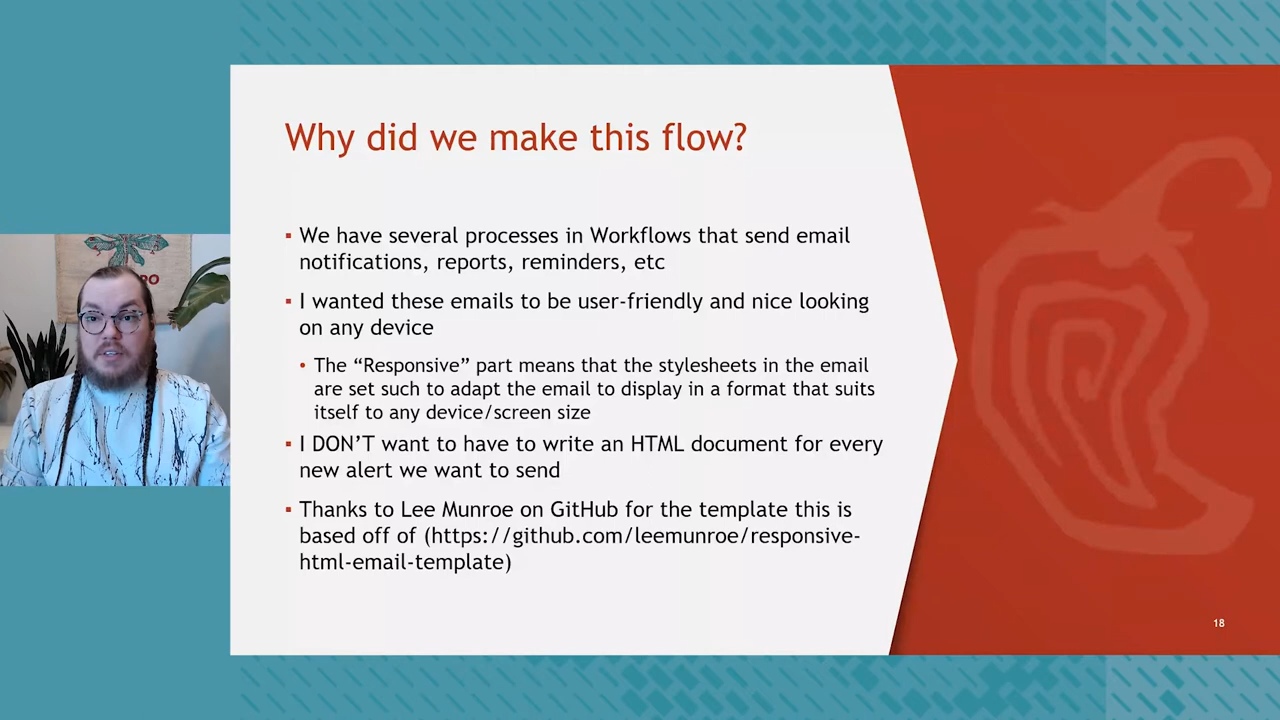 Why did we make this flow?
▪ We have several processes in Workflows that send email
notifications, reports, reminders, etc
▪ I wanted these emails to be user-friendly and nice looking
on any device
• The “Responsive” part means that the stylesheets in the email
are set such to adapt the email to display in a format that suits
itself to any device/screen size
▪ I DON’T want to have to write an HTML document for every
new alert we want to send
▪ Thanks to Lee Munroe on GitHub for the template this is
based off of (https://github.com/leemunroe/responsive-
html-email-template)
18